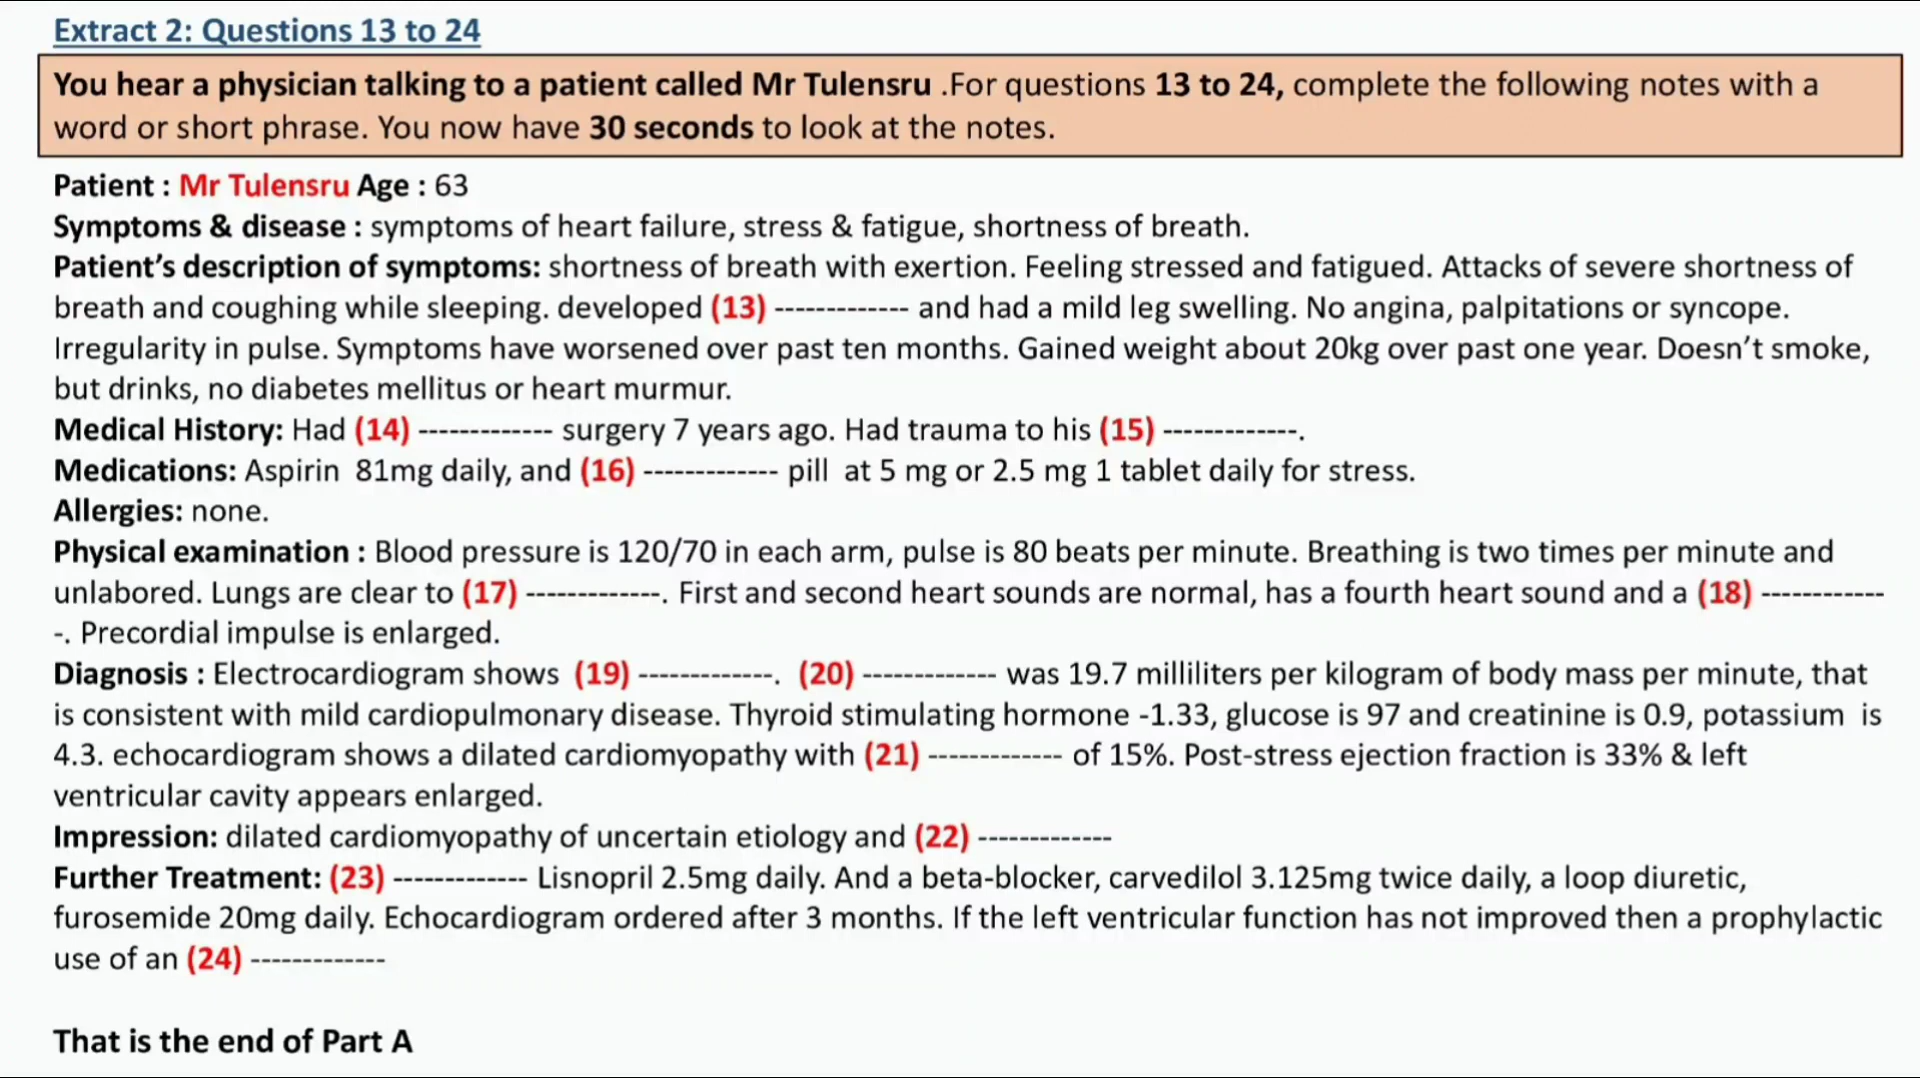 Extract 2: Questions 13 to 24
You hear a physician talking to a patient called Mr Tulensru .For questions 13 to 24, complete the following notes with a
word or short phrase. You now have 30 seconds to look at the notes.
Patient : Mr Tulensru Age : 63
Symptoms & disease : symptoms of heart failure, stress & fatigue, shortness of breath.
Patient’s description of symptoms: shortness of breath with exertion. Feeling stressed and fatigued. Attacks of severe shortness of
breath and coughing while sleeping. developed (13) ------------- and had a mild leg swelling. No angina, palpitations or syncope.
Irregularity in pulse. Symptoms have worsened over past ten months. Gained weight about 20kg over past one year. Doesn’t smoke,
but drinks, no diabetes mellitus or heart murmur.
Medical History: Had (14) ------------- surgery 7 years ago. Had trauma to his (15) -------------.
Medications: Aspirin 81mg daily, and (16) ------------- pill at 5 mg or 2.5 mg 1 tablet daily for stress.
Allergies: none.
Physical examination : Blood pressure is 120/70 in each arm, pulse is 80 beats per minute. Breathing is two times per minute and
unlabored. Lungs are clear to (17) -------------. First and second heart sounds are normal, has a fourth heart sound and a (18) ------------
-. Precordial impulse is enlarged.
Diagnosis : Electrocardiogram shows (19) -------------. (20) ------------- was 19.7 milliliters per kilogram of body mass per minute, that
is consistent with mild cardiopulmonary disease. Thyroid stimulating hormone -1.33, glucose is 97 and creatinine is 0.9, potassium is
4.3. echocardiogram shows a dilated cardiomyopathy with (21) ------------- of 15%. Post-stress ejection fraction is 33% & left
ventricular cavity appears enlarged.
Impression: dilated cardiomyopathy of uncertain etiology and (22) -------------
Further Treatment: (23) ------------- Lisnopril 2.5mg daily. And a beta-blocker, carvedilol 3.125mg twice daily, a loop diuretic,
furosemide 20mg daily. Echocardiogram ordered after 3 months. If the left ventricular function has not improved then a prophylactic
use of an (24) -------------
That is the end of Part A